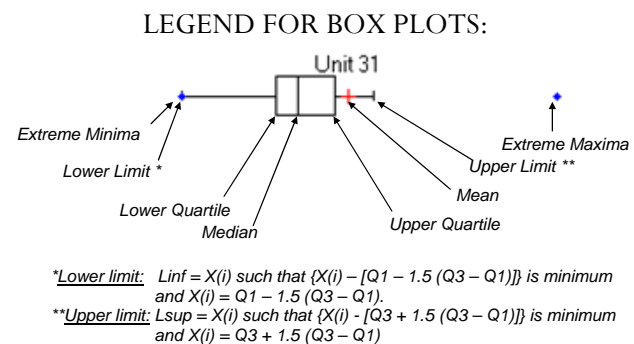 LEGEND FOR BOX PLOTS:
Unit 31
Extreme Minima
Extreme Maxima
Lower Limit *
Upper Limit **
Mean
Lower Quartile
Upper Quartile
Median
*Lower limit: Linf = X(i) such that {X(i) – [Q1 – 1.5 (Q3 – Q1)]} is minimum
and X(i) = Q1 – 1.5 (Q3 – Q1).
**Upper limit: Lsup = X(i) such that {X(i) - [Q3 + 1.5 (Q3 – Q1)]} is minimum
and X(i) = Q3 + 1.5 (Q3 – Q1)